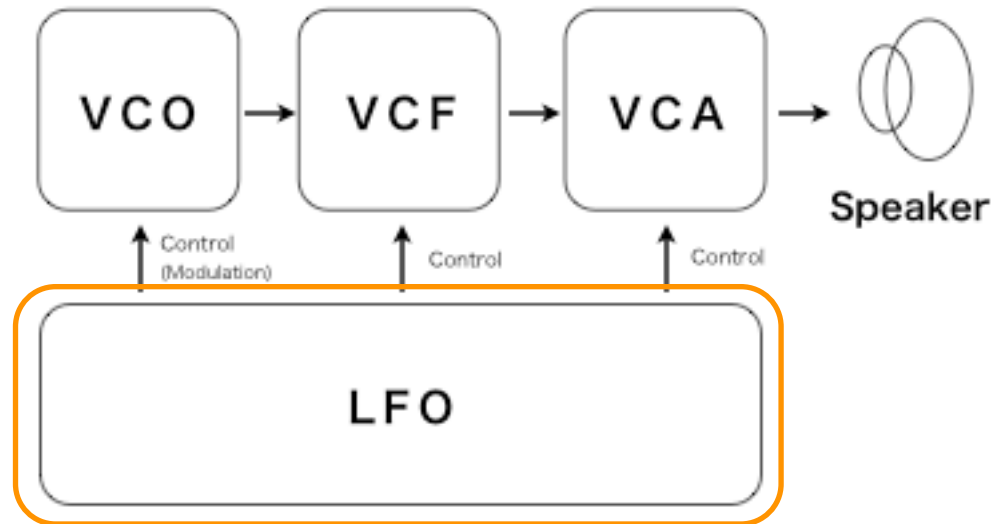 VCO
VCF
VCA
Speaker
Control
(Modulation)
Control
Control
LFO